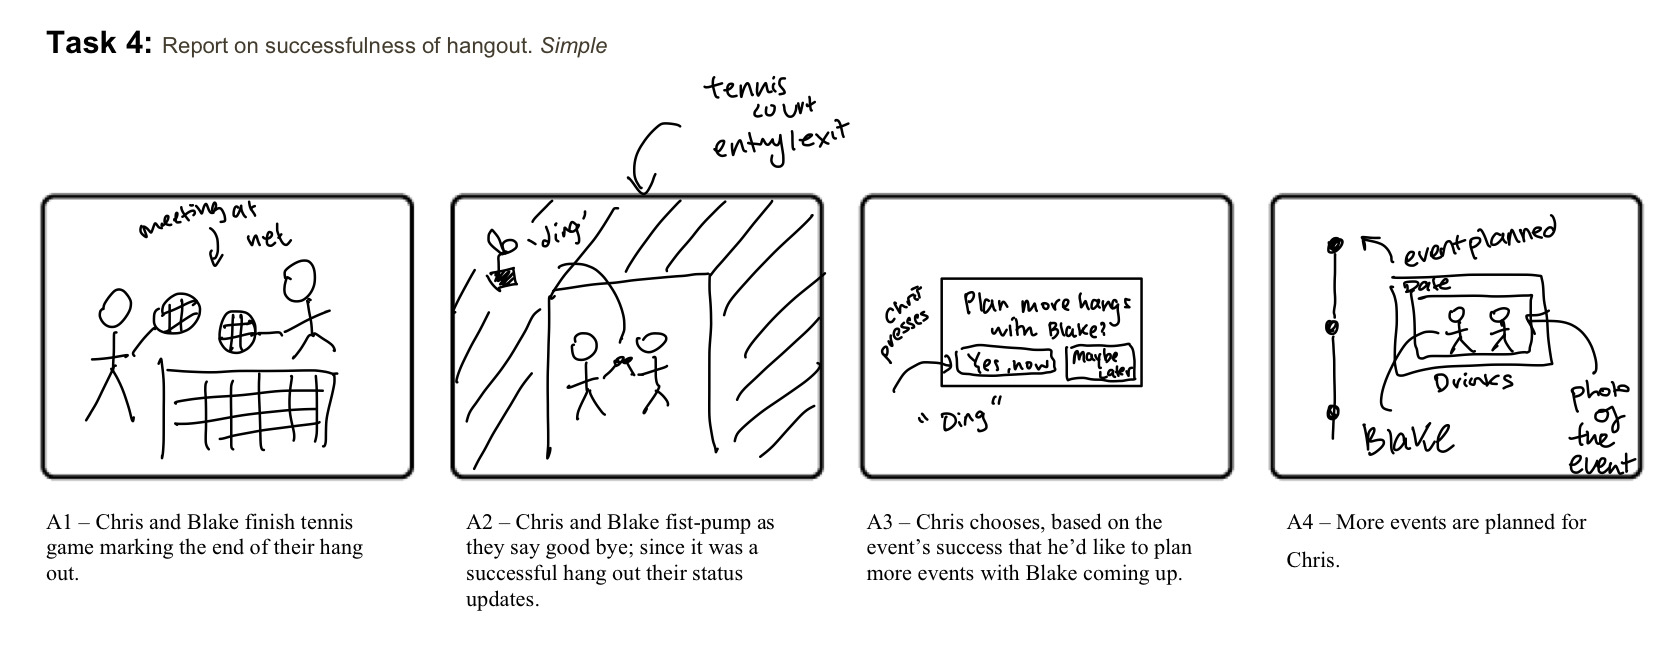 Task 4: Report on successfulness of hangout. Simple
tennis
court
entry/exit
meeting at
net
'ding'
Chris
presses
Plan more hangs
with Blake?
Yes, now
Maybe
Later
"Ding"
event planned
Date
Drinks
Blake
photo
of
the
event
A1 – Chris and Blake finish tennis
game marking the end of their hang
out.
A2 – Chris and Blake fist-pump as
they say good bye; since it was a
successful hang out their status
updates.
A3 – Chris chooses, based on the
event's success that he'd like to plan
more events with Blake coming up.
A4 – More events are planned for
Chris.